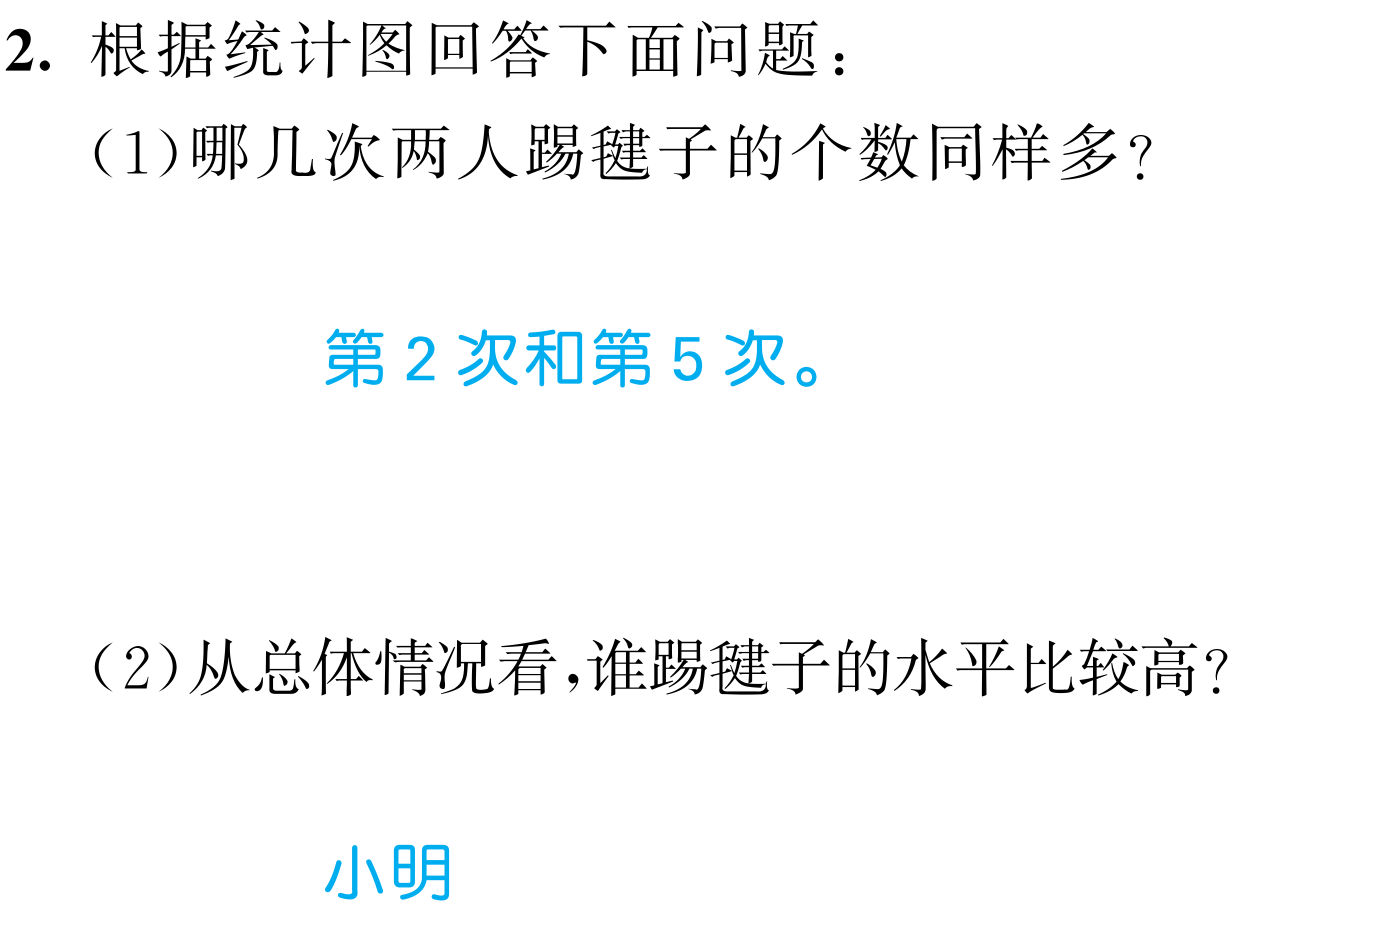 2. 根据统计图回答下面问题：
(1)哪几次两人踢毽子的个数同样多?
第 2 次和第 5 次。
(2)从总体情况看,谁踢毽子的水平比较高?
小明